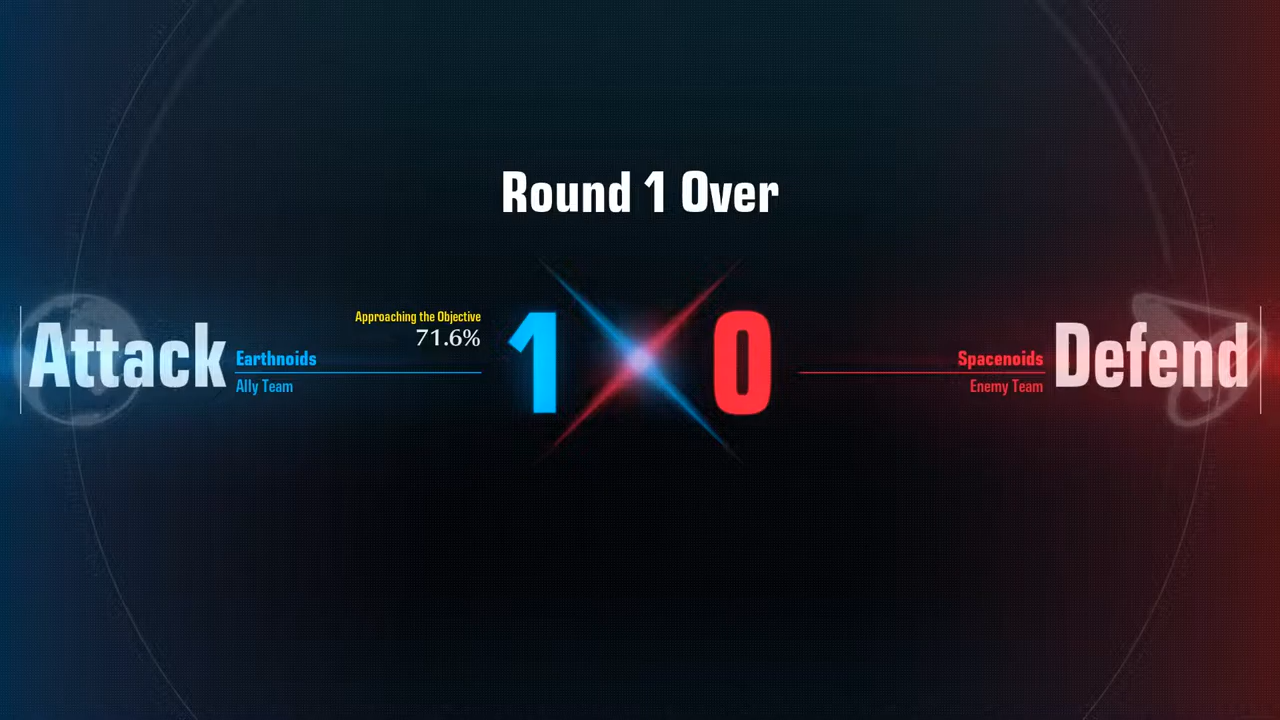 Round 1 Over
Attack
Earthnoids
Ally Team
Approaching the Objective
71.6%
1
0
Spacenoids
Enemy Team
Defend